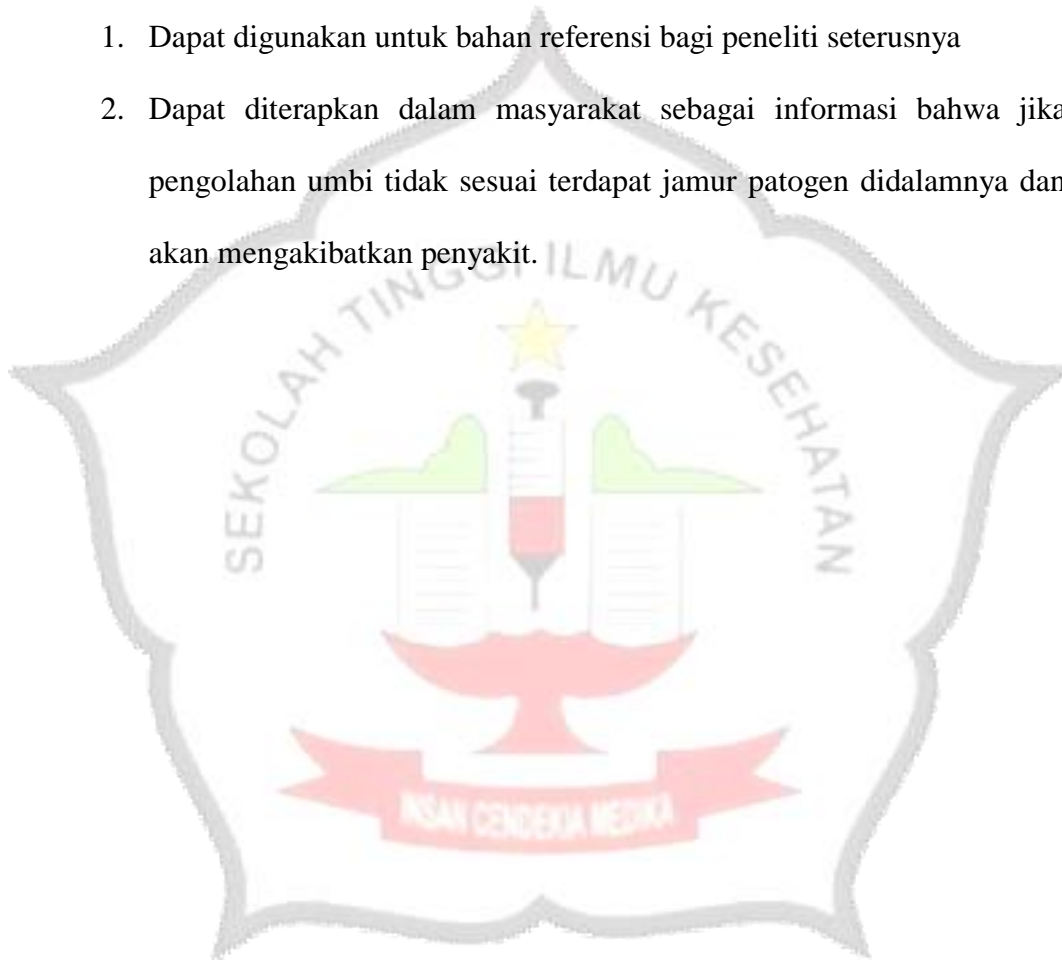 1. Dapat digunakan untuk bahan referensi bagi peneliti seterusnya
2. Dapat diterapkan dalam masyarakat sebagai informasi bahwa jika
pengolahan umbi tidak sesuai terdapat jamur patogen didalamnya dan
akan mengakibatkan penyakit.
SEKOLAH TINGGI ILMU KESEHATAN
INSAN CENDEKIA MEDIKA